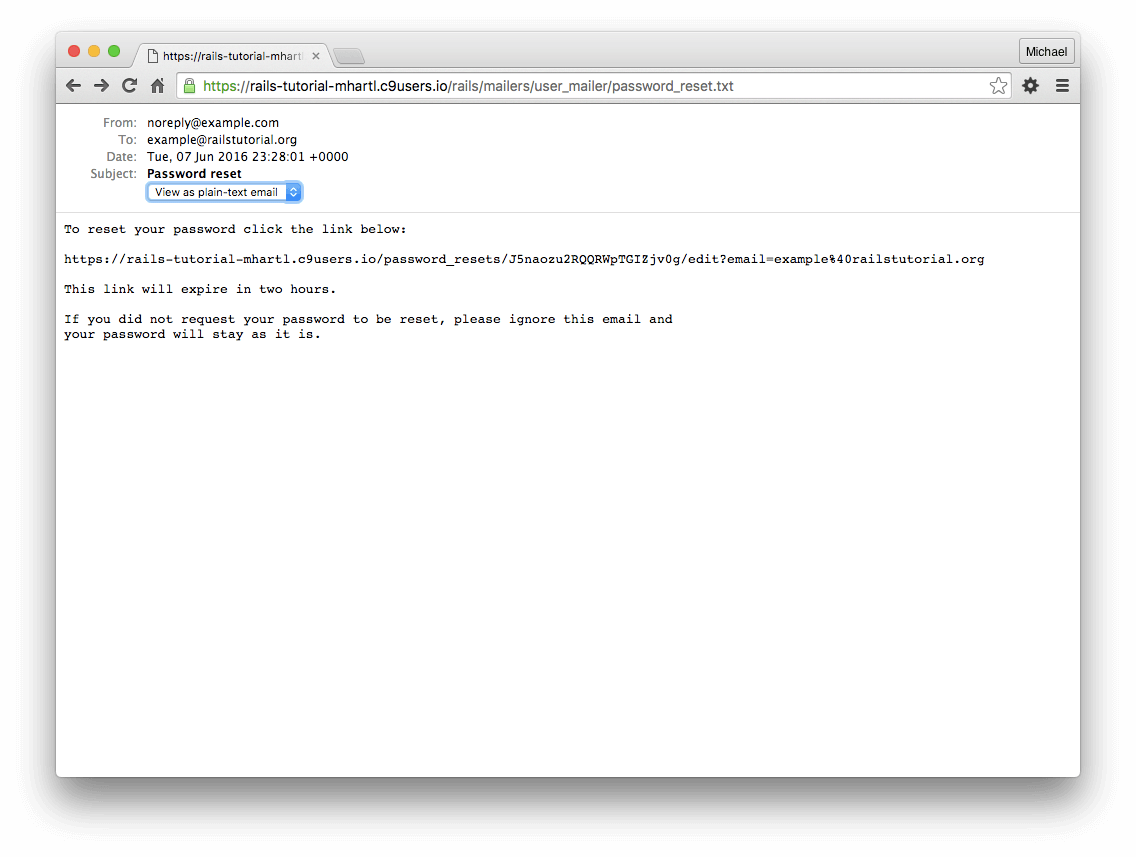 https://rails-tutorial-mhartl
Michael
https://rails-tutorial-mhartl.c9users.io/rails/mailers/user_mailer/password_reset.txt
From: noreply@example.com
To: example@railstutorial.org
Date: Tue, 07 Jun 2016 23:28:01 +0000
Subject: Password reset
View as plain-text email
To reset your password click the link below:
https://rails-tutorial-mhartl.c9users.io/password_resets/J5naozu2RQQRWpTGIZjv0g/edit?email=example%40railstutorial.org
This link will expire in two hours.
If you did not request your password to be reset, please ignore this email and
your password will stay as it is.